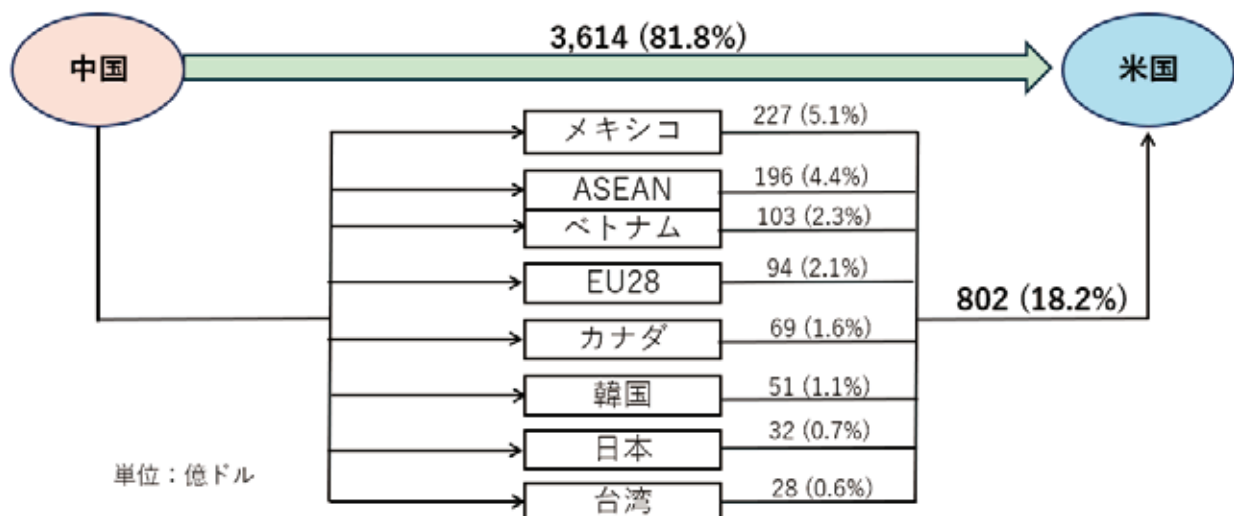 3,614 (81.8%)
中国
米国
メキシコ
227 (5.1%)
ASEAN
196 (4.4%)
ベトナム
103 (2.3%)
EU28
94 (2.1%)
802 (18.2%)
カナダ
69 (1.6%)
韓国
51 (1.1%)
日本
32 (0.7%)
単位：億ドル
台湾
28 (0.6%)